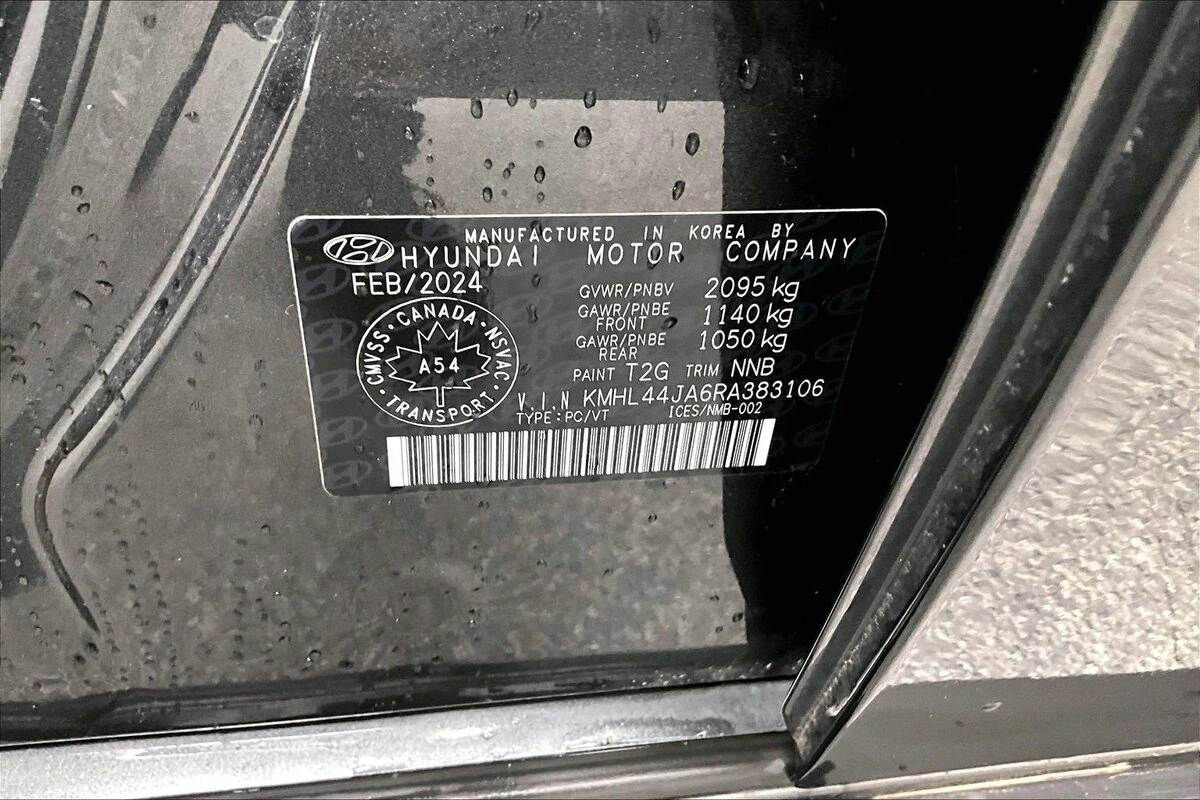 MANUFACTURED IN KOREA BY
HYUNDAI MOTOR COMPANY
FEB/2024
GVWR/PNBV 2095 kg
GAWR/PNBE FRONT 1140 kg
GAWR/PNBE REAR 1050 kg
PAINT T2G TRIM NNB
V.I.N KMHL44JA6RA383106
TYPE:PC/VT ICES/NMB-002
CMVSS • CANADA - NSVAC • TRANSPORT •
A54